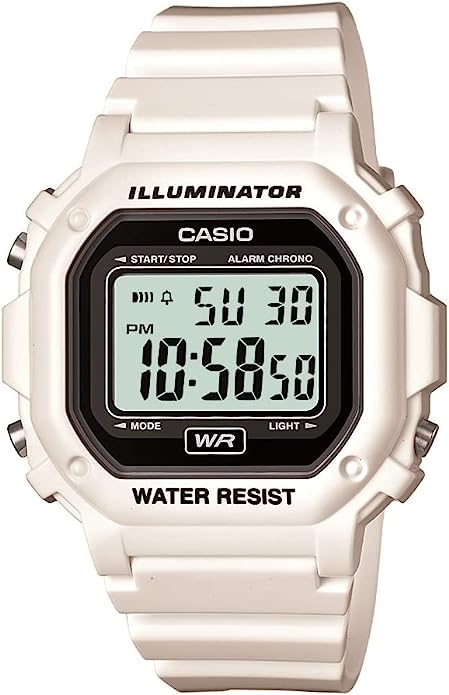 ILLUMINATOR
CASIO
START/STOP ALARM CHRONO
SU 30
PM
10:58 50
MODE LIGHT
WR
WATER RESIST